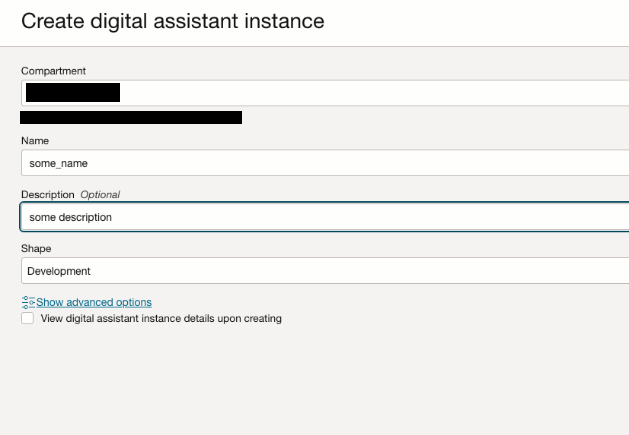 Create digital assistant instance
Compartment
Name
some_name
Description Optional
some description
Shape
Development
Show advanced options
View digital assistant instance details upon creating